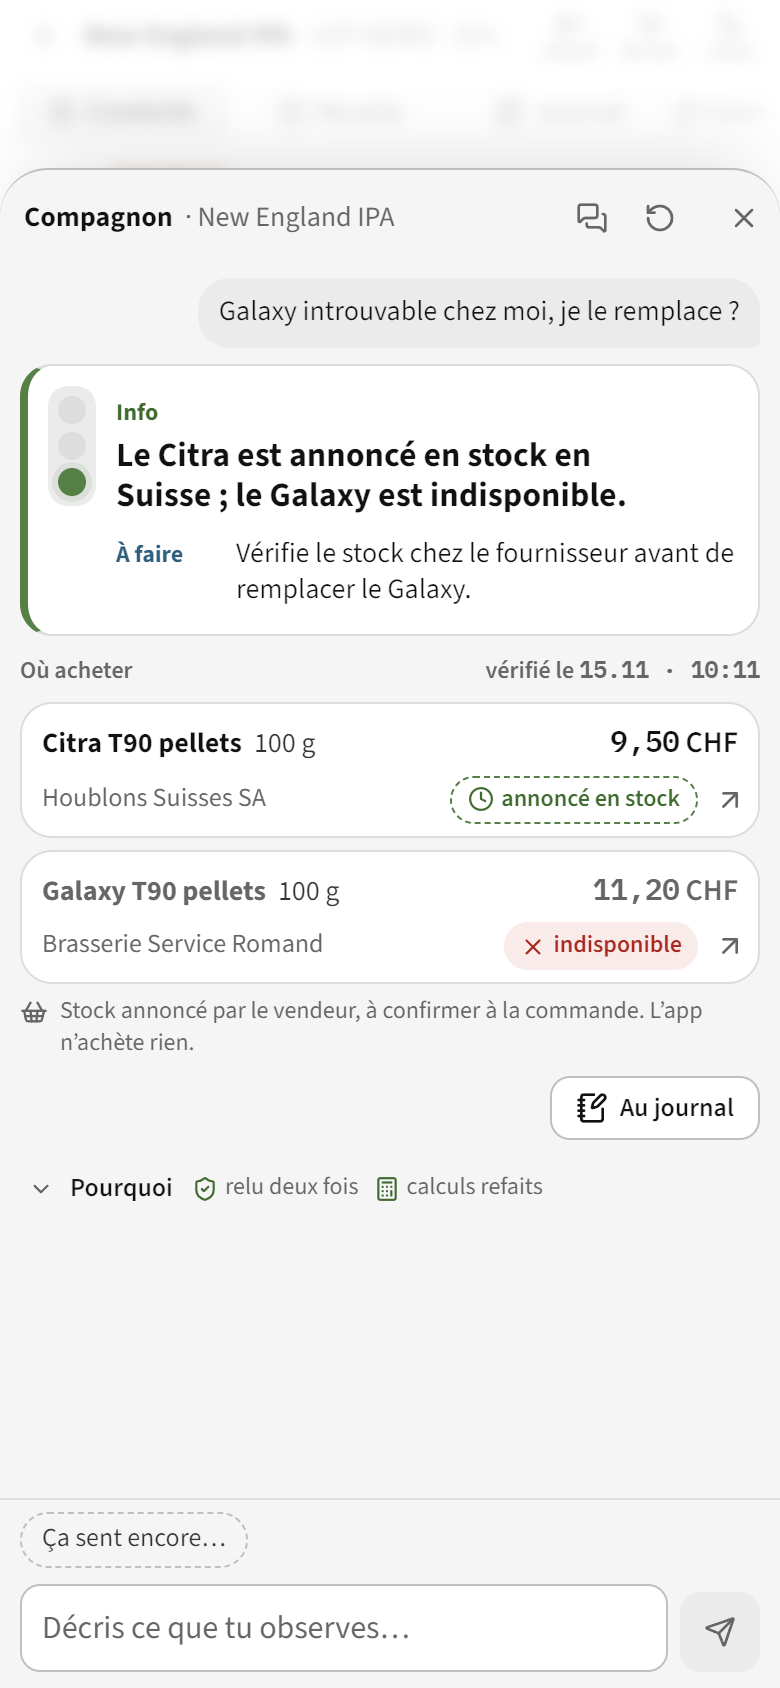 Compagnon · New England IPA
Galaxy introuvable chez moi, je le remplace ?
Info
Le Citra est annoncé en stock en
Suisse ; le Galaxy est indisponible.
À faire Vérifie le stock chez le fournisseur avant de
remplacer le Galaxy.
Où acheter vérifié le 15.11 · 10:11
Citra T90 pellets 100 g 9,50 CHF
Houblons Suisses SA annoncé en stock
Galaxy T90 pellets 100 g 11,20 CHF
Brasserie Service Romand indisponible
Stock annoncé par le vendeur, à confirmer à la commande. L’app
n’achète rien.
Au journal
Pourquoi relu deux fois calculs refaits
Ça sent encore…
Décris ce que tu observes…